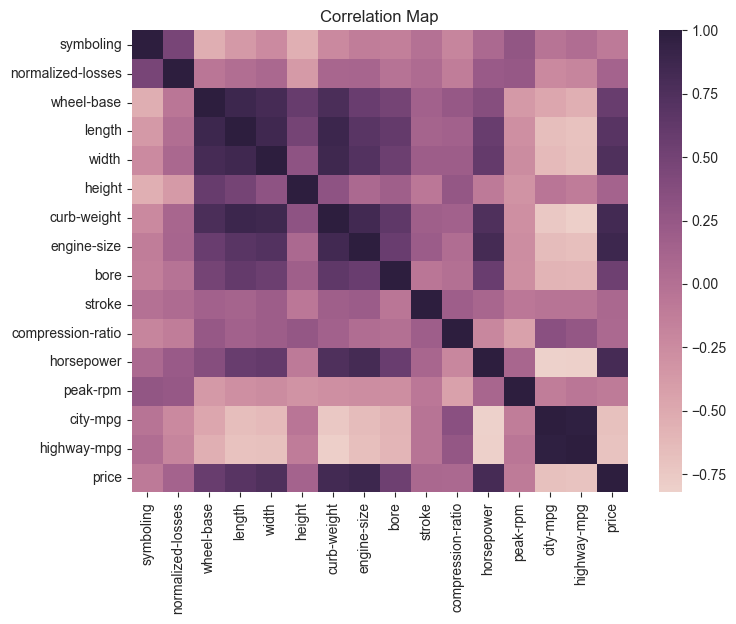 Correlation Map
symboling
normalized-losses
wheel-base
length
width
height
curb-weight
engine-size
bore
stroke
compression-ratio
horsepower
peak-rpm
city-mpg
highway-mpg
price
symboling
normalized-losses
wheel-base
length
width
height
curb-weight
engine-size
bore
stroke
compression-ratio
horsepower
peak-rpm
city-mpg
highway-mpg
price
1.00
0.75
0.50
0.25
0.00
−0.25
−0.50
−0.75